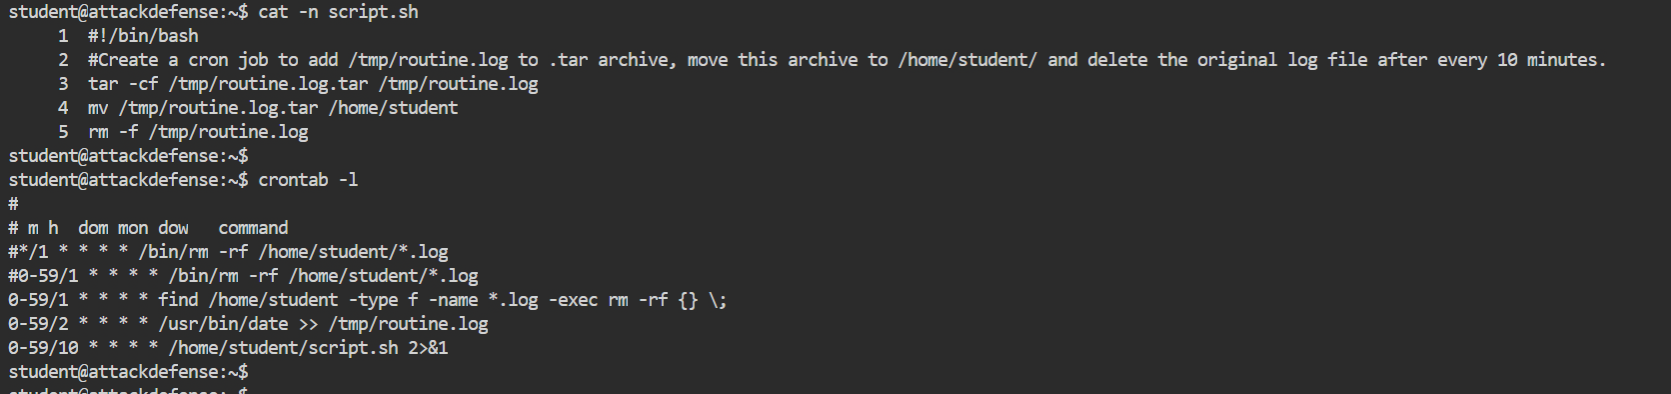 student@attackdefense:~$ cat -n script.sh
     1  #!/bin/bash
     2  #Create a cron job to add /tmp/routine.log to .tar archive, move this archive to /home/student/ and delete the original log file after every 10 minutes.
     3  tar -cf /tmp/routine.log.tar /tmp/routine.log
     4  mv /tmp/routine.log.tar /home/student
     5  rm -f /tmp/routine.log
student@attackdefense:~$
student@attackdefense:~$ crontab -l
#
# m h  dom mon dow   command
#*/1 * * * * /bin/rm -rf /home/student/*.log
#0-59/1 * * * * /bin/rm -rf /home/student/*.log
0-59/1 * * * * find /home/student -type f -name *.log -exec rm -rf {} \;
0-59/2 * * * * /usr/bin/date >> /tmp/routine.log
0-59/10 * * * * /home/student/script.sh 2>&1
student@attackdefense:~$
student@attackdefense:~$